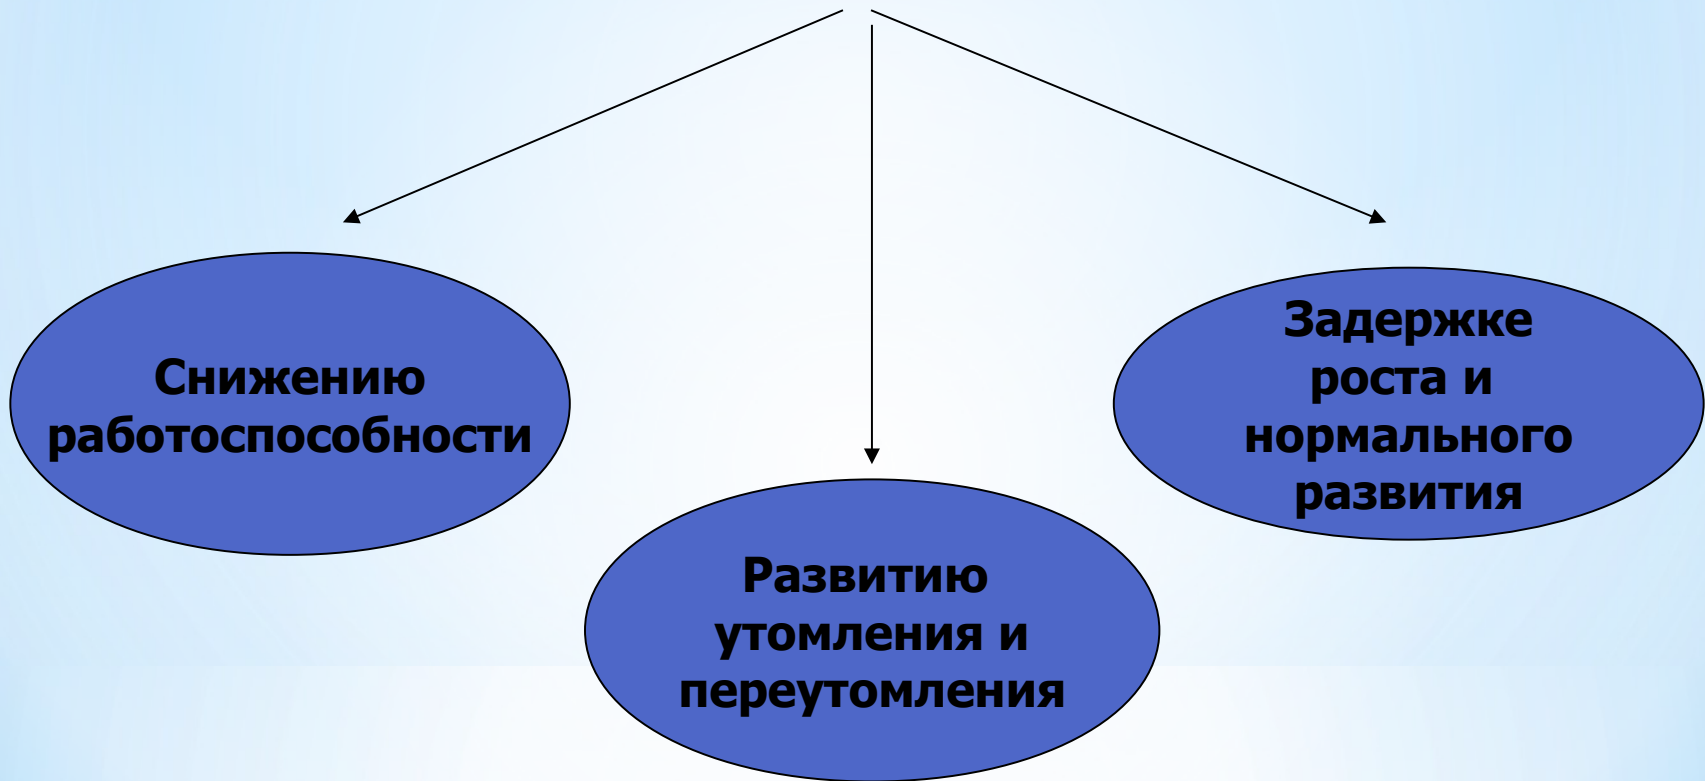 Снижению
работоспособности
Развитию
утомления и
переутомления
Задержке
роста и
нормального
развития